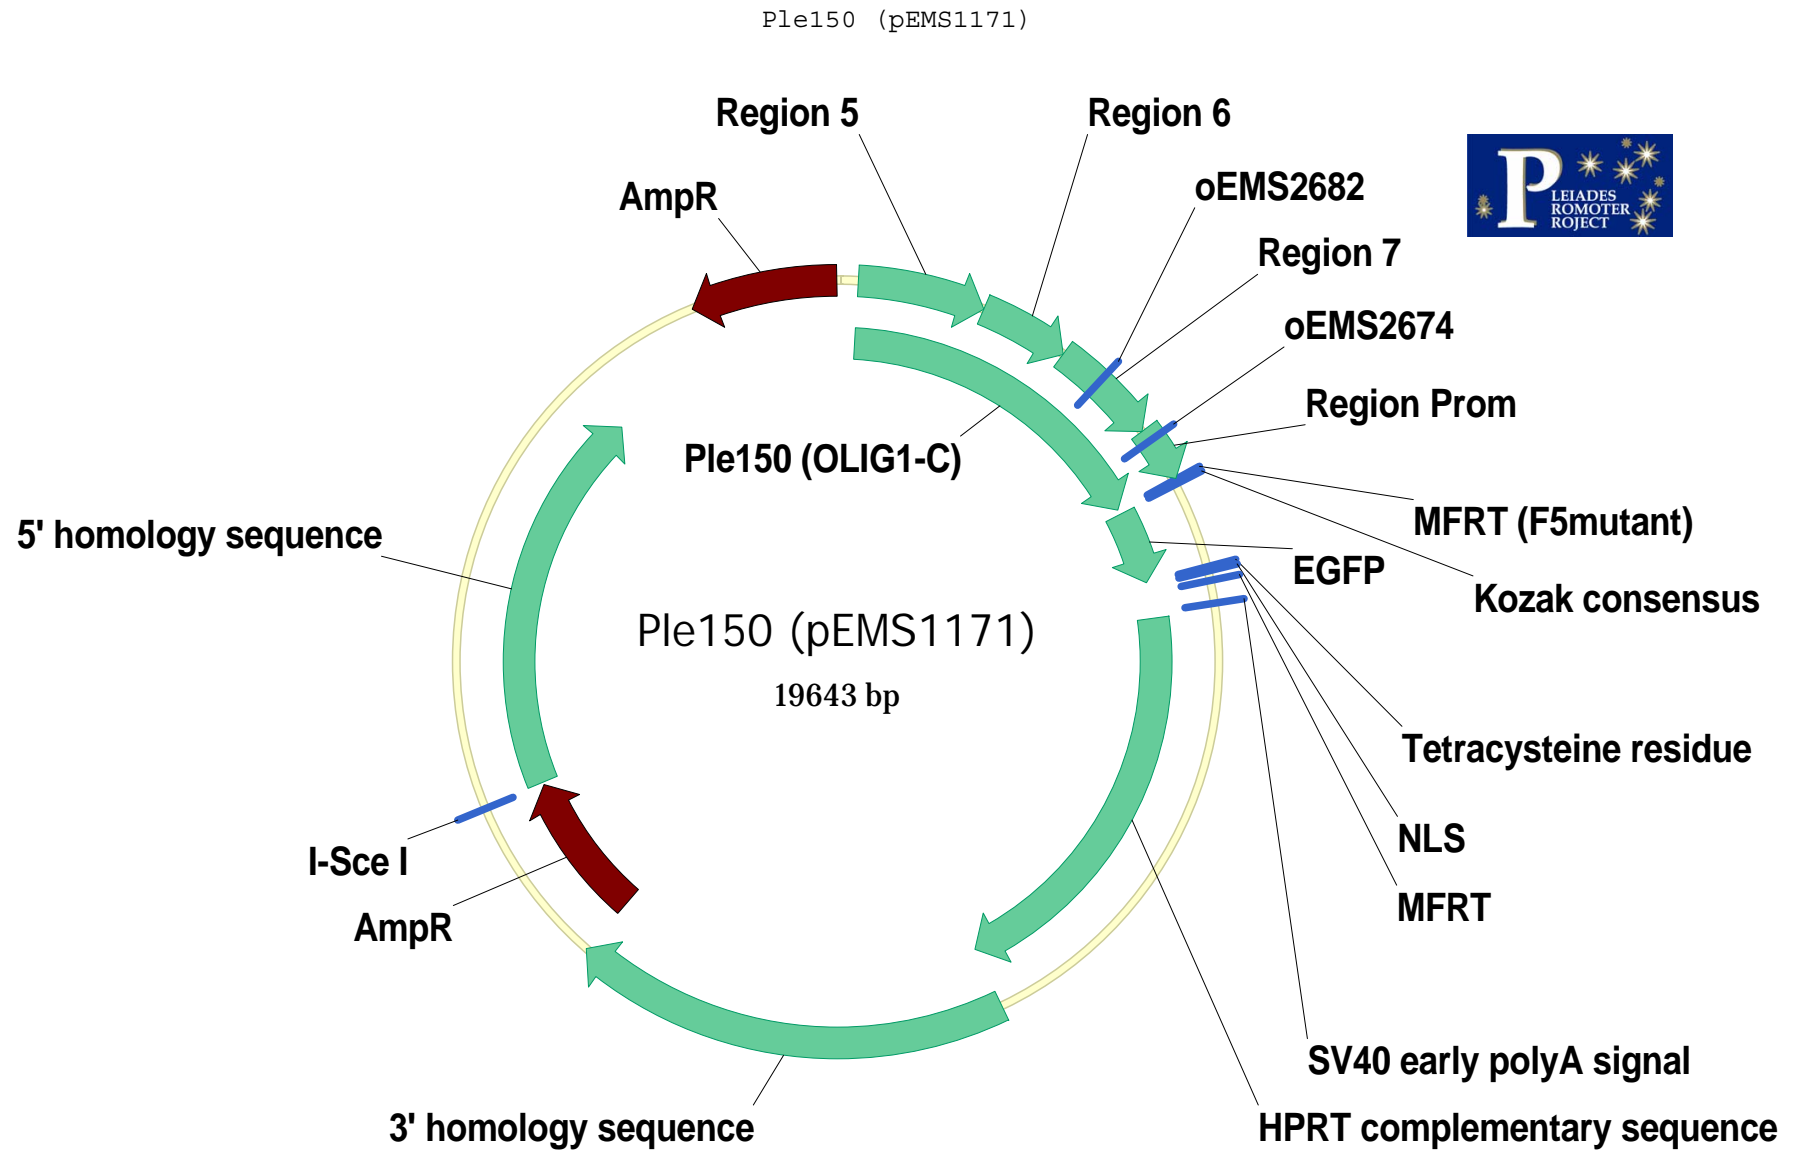 Ple150 (pEMS1171)
Region 5
Region 6
AmpR
oEMS2682
P
LEIADES
ROMOTER
ROJECT
Region 7
oEMS2674
Region Prom
Ple150 (OLIG1-C)
MFRT (F5mutant)
5' homology sequence
EGFP
Kozak consensus
Ple150 (pEMS1171)
19643 bp
Tetracysteine residue
NLS
I-Sce I
MFRT
AmpR
SV40 early polyA signal
3' homology sequence
HPRT complementary sequence